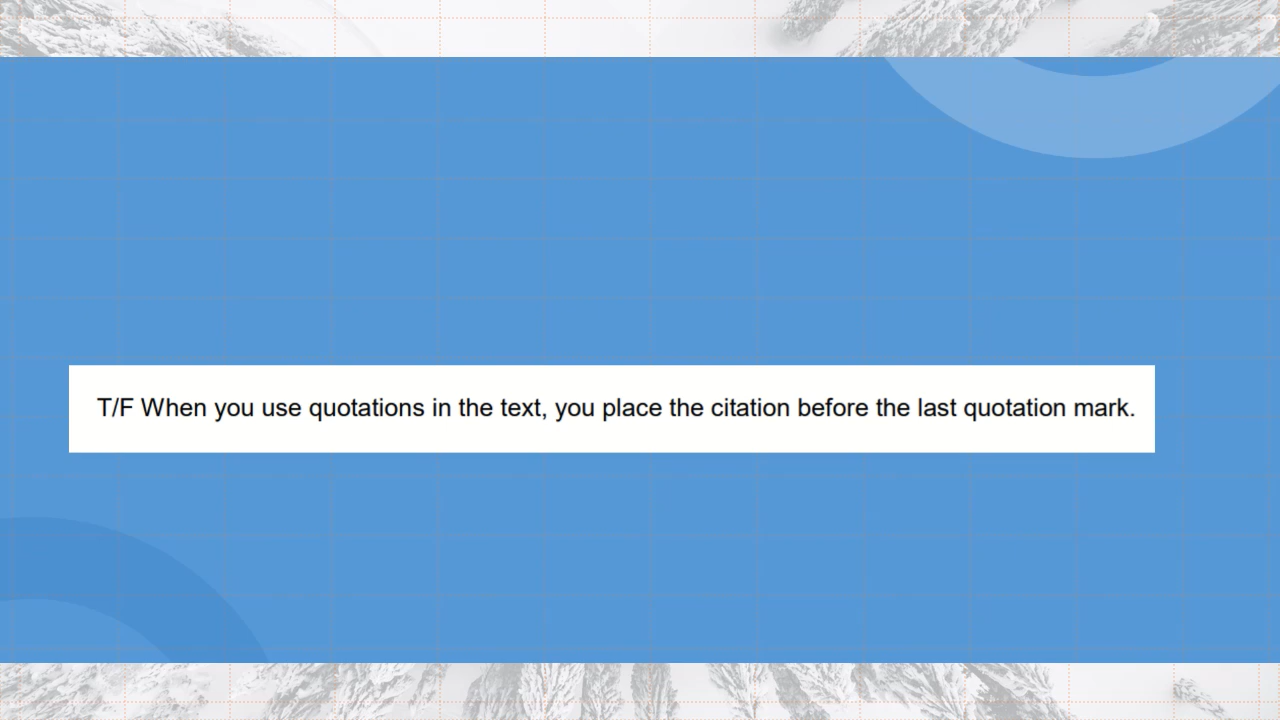 T/F When you use quotations in the text, you place the citation before the last quotation mark.